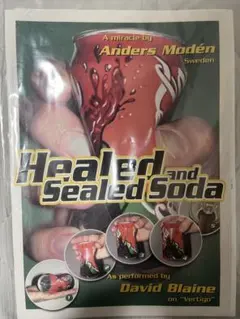 A miracle by
Anders Modén
Sweden
Healed and
Sealed Soda
As performed by
David Blaine
on "Vertigo"